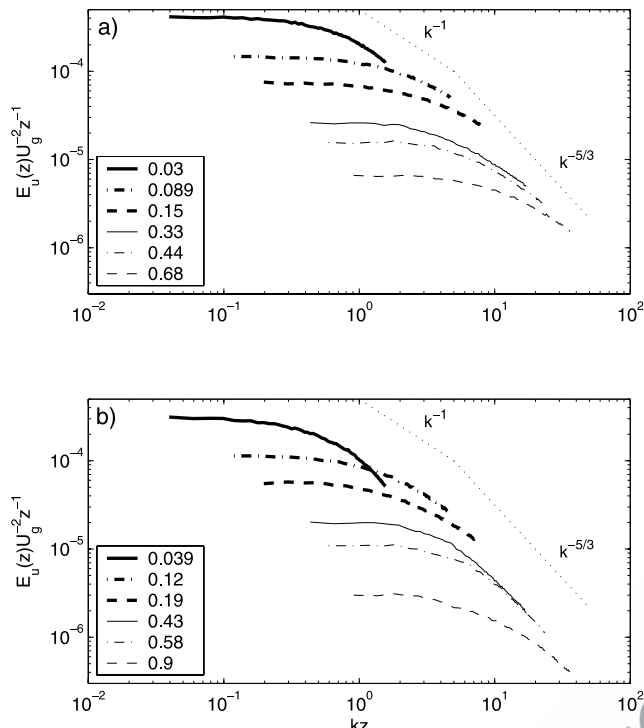 a)
k^{-1}
k^{-5/3}
E_u(z)U_g^{-2}z^{-1}
10^{-4}
10^{-5}
10^{-6}
0.03
0.089
0.15
0.33
0.44
0.68
10^{-2} 10^{-1} 10^0 10^1 10^2
b)
k^{-1}
k^{-5/3}
E_u(z)U_g^{-2}z^{-1}
10^{-4}
10^{-5}
10^{-6}
0.039
0.12
0.19
0.43
0.58
0.9
10^{-2} 10^{-1} 10^0 10^1 10^2
kz